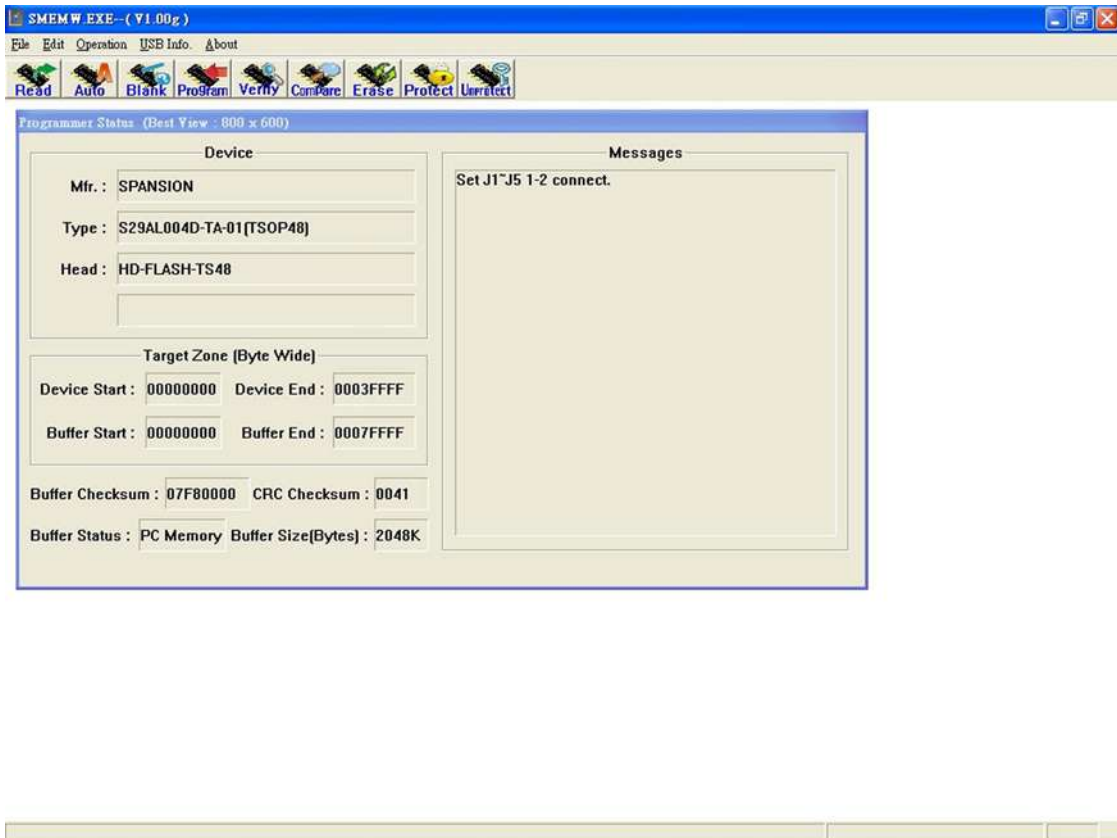 SMEMW.EXE--( V1.00g )
File Edit Operation USB Info. About
Read Auto Blank Program Verify Compare Erase Protect Unprotect
Programmer Status (Best View : 800 x 600)
Device
Mfr. : SPANSION
Type : S29AL004D-TA-01(TSOP48)
Head : HD-FLASH-TS48
Target Zone (Byte Wide)
Device Start : 00000000 Device End : 0003FFFF
Buffer Start : 00000000 Buffer End : 0007FFFF
Buffer Checksum : 07F80000 CRC Checksum : 0041
Buffer Status : PC Memory Buffer Size(Bytes) : 2048K
Messages
Set J1~J5 1-2 connect.